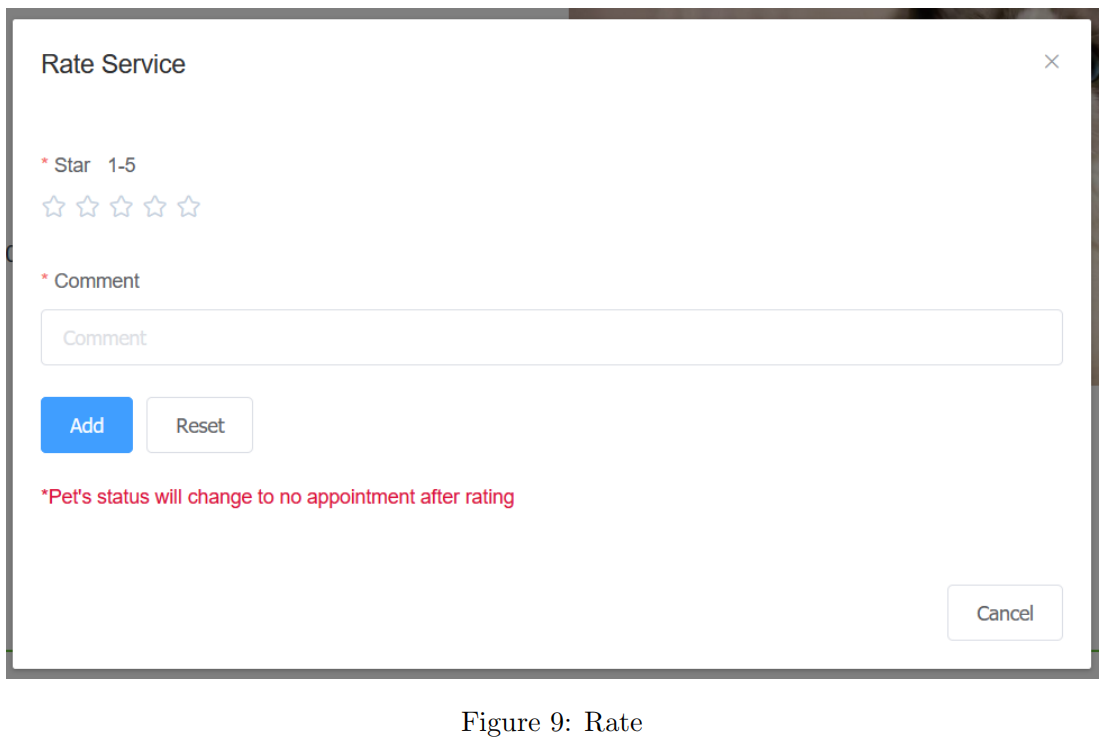 Rate Service
* Star 1-5
* Comment
Comment
Add Reset
*Pet's status will change to no appointment after rating
Cancel
Figure 9: Rate